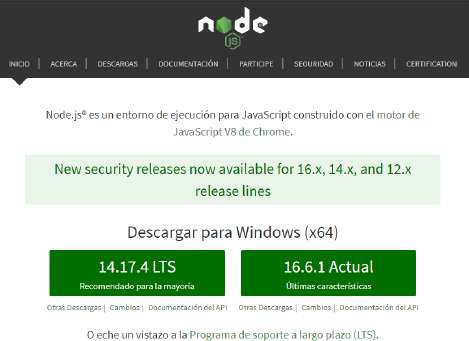 node
JS
INICIO | ACERCA | DESCARGAS | DOCUMENTACIÓN | PARTICIPE | SEGURIDAD | NOTICIAS | CERTIFICATION
Node.js® es un entorno de ejecución para JavaScript construido con el motor de
JavaScript V8 de Chrome.
New security releases now available for 16.x, 14.x, and 12.x
release lines
Descargar para Windows (x64)
14.17.4 LTS
Recomendado para la mayoría
16.6.1 Actual
Últimas características
Otras Descargas | Cambios | Documentación del API
Otras Descargas | Cambios | Documentación del API
O eche un vistazo a la Programa de soporte a largo plazo (LTS).